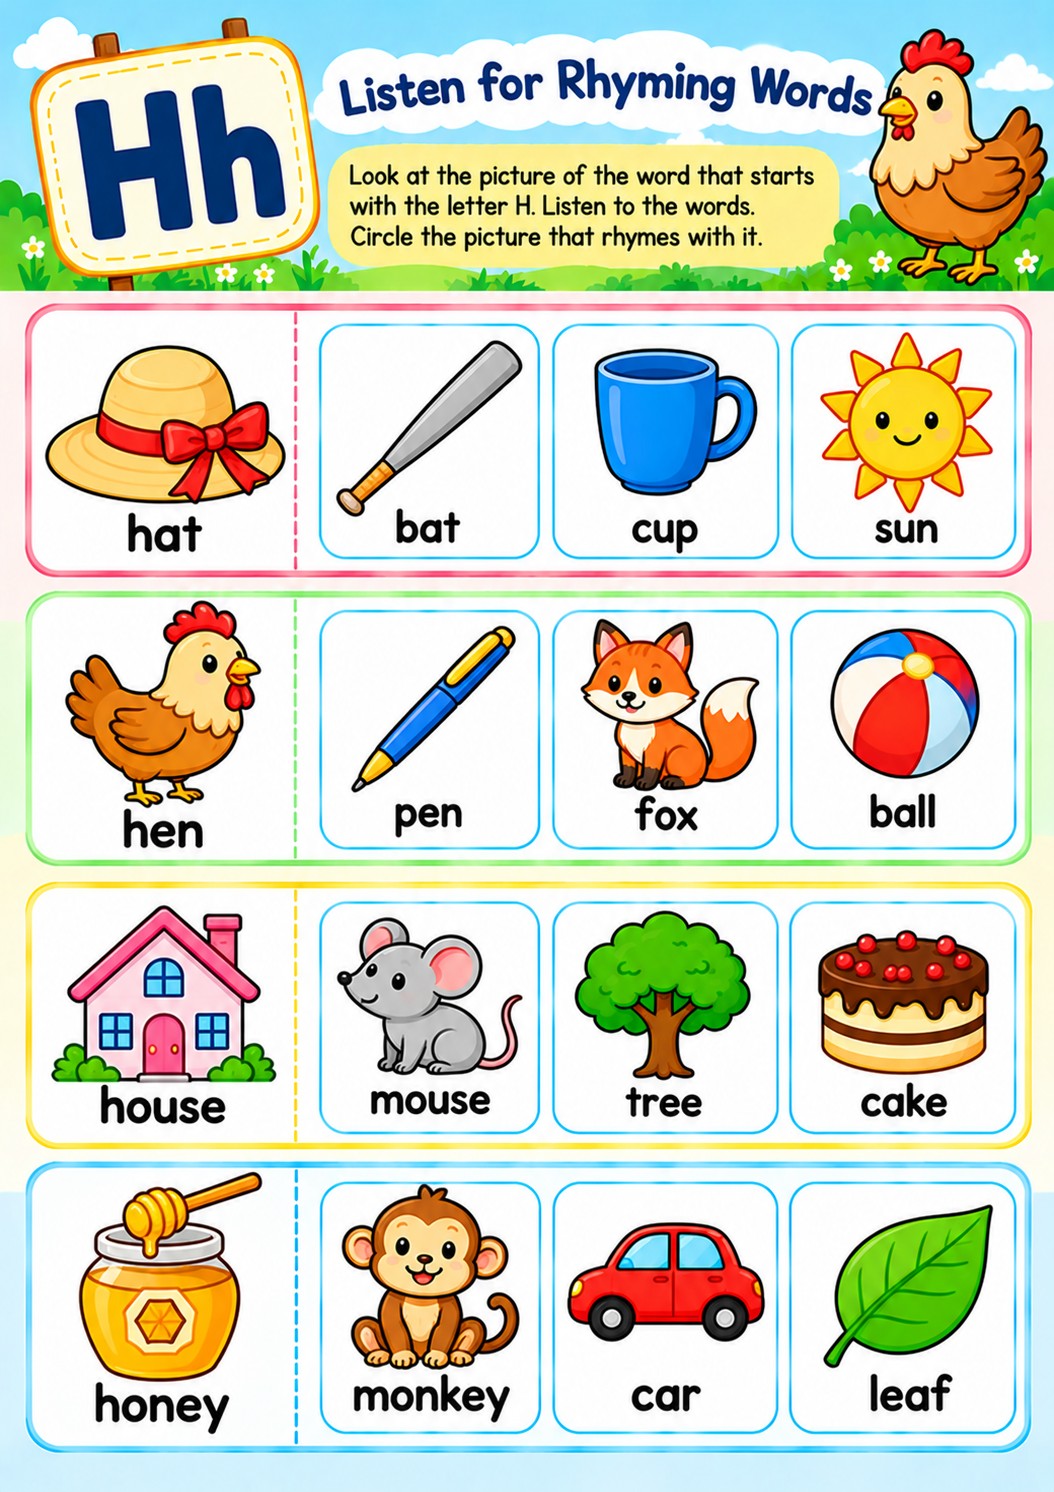 Hh
Listen for Rhyming Words
Look at the picture of the word that starts
with the letter H. Listen to the words.
Circle the picture that rhymes with it.
hat
bat
cup
sun
hen
pen
fox
ball
house
mouse
tree
cake
honey
monkey
car
leaf